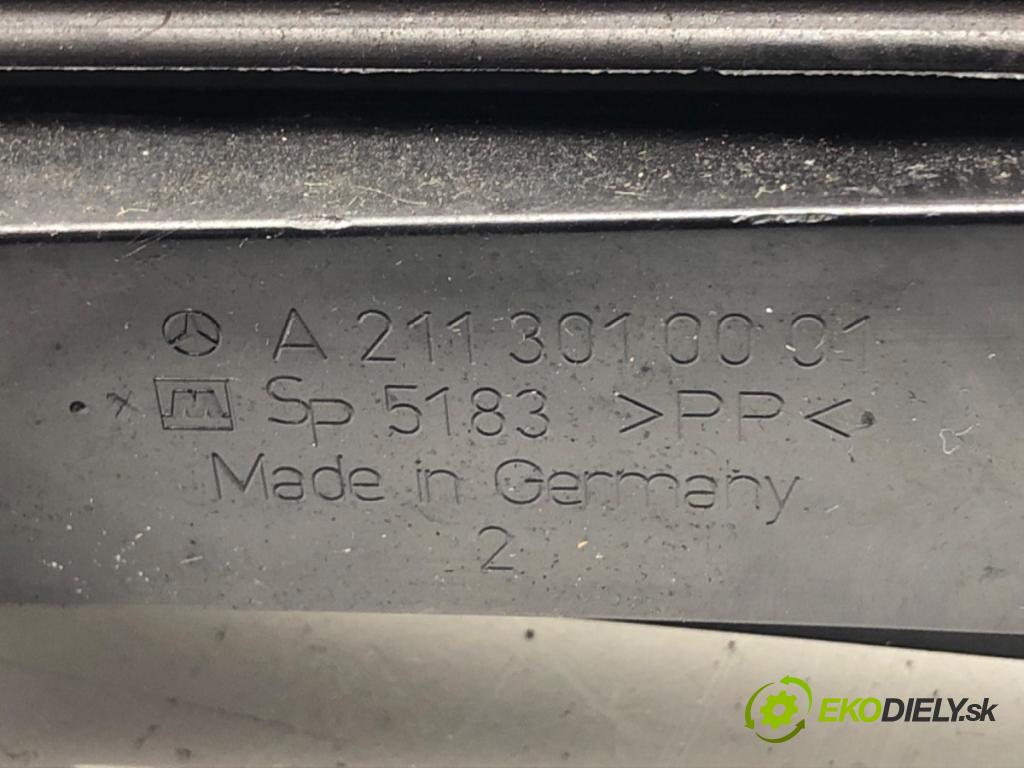 A 211 301 00 01
Sp 5183 >PP<
Made in Germany
2
EKODIELY.sk